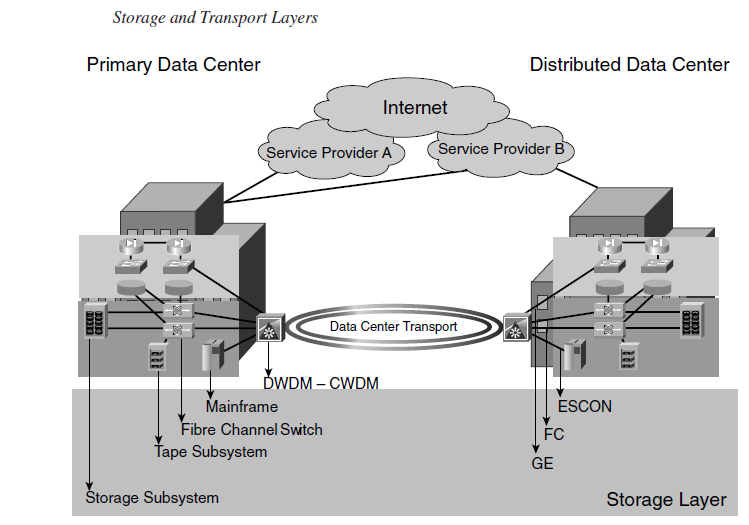 Storage and Transport Layers
Primary Data Center
Distributed Data Center
Internet
Service Provider A
Service Provider B
Data Center Transport
DWDM – CWDM
Mainframe
ESCON
Fibre Channel Switch
FC
Tape Subsystem
GE
Storage Subsystem
Storage Layer